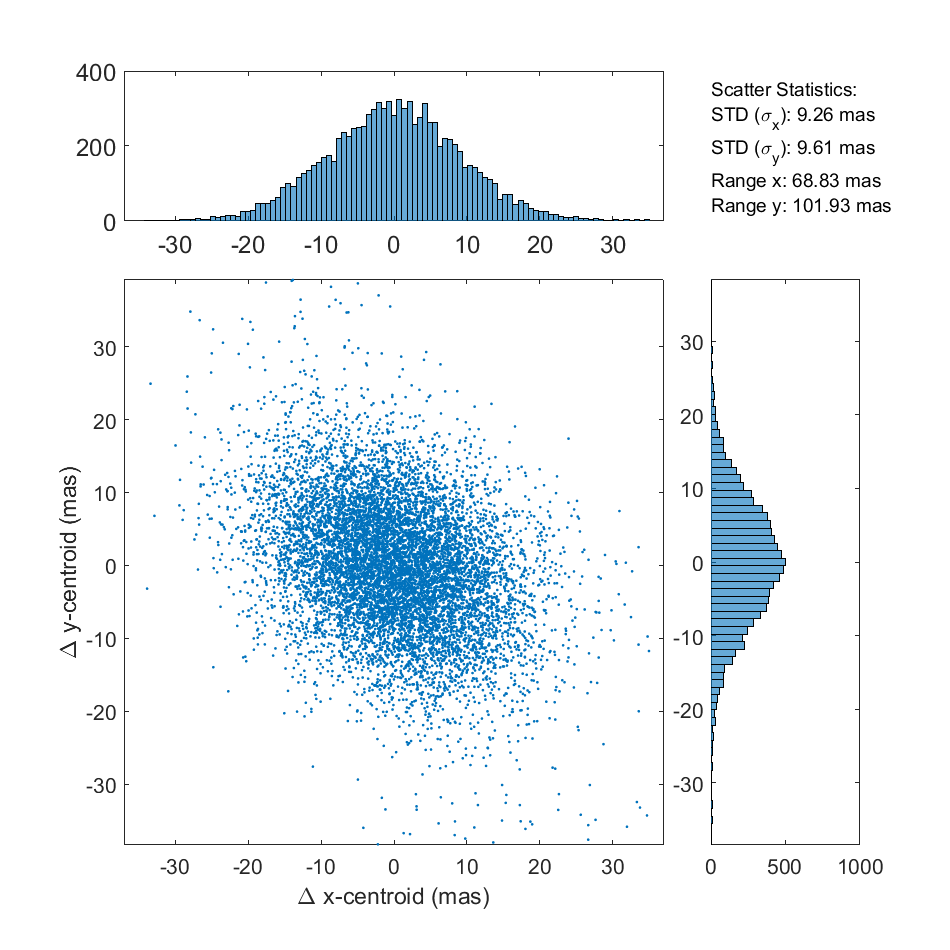 400
200
0
-30 -20 -10 0 10 20 30
Scatter Statistics:
STD (σx): 9.26 mas
STD (σy): 9.61 mas
Range x: 68.83 mas
Range y: 101.93 mas
30
20
10
0
-10
-20
-30
Δ y-centroid (mas)
-30 -20 -10 0 10 20 30
Δ x-centroid (mas)
30
20
10
0
-10
-20
-30
0 500 1000